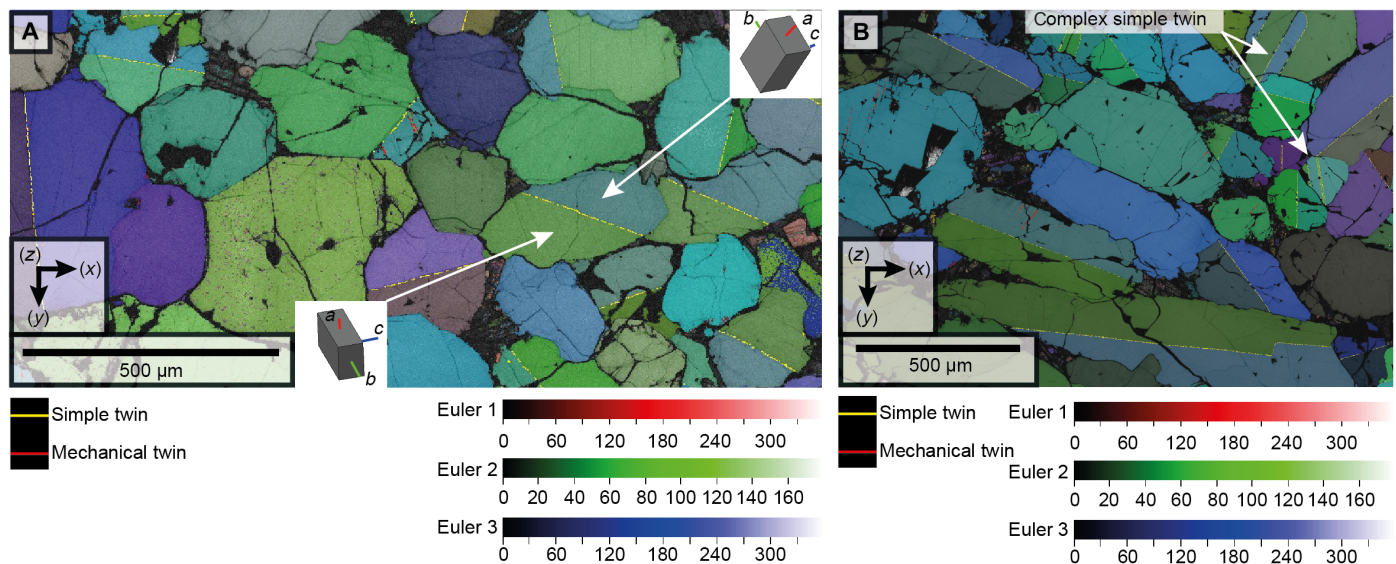 A
b
a
c
(z)
(x)
(y)
500 µm
a
c
b
Simple twin
Mechanical twin
Euler 1
0 60 120 180 240 300
Euler 2
0 20 40 60 80 100 120 140 160
Euler 3
0 60 120 180 240 300
B
Complex simple twin
(z)
(x)
(y)
500 µm
Simple twin
Mechanical twin
Euler 1
0 60 120 180 240 300
Euler 2
0 20 40 60 80 100 120 140 160
Euler 3
0 60 120 180 240 300